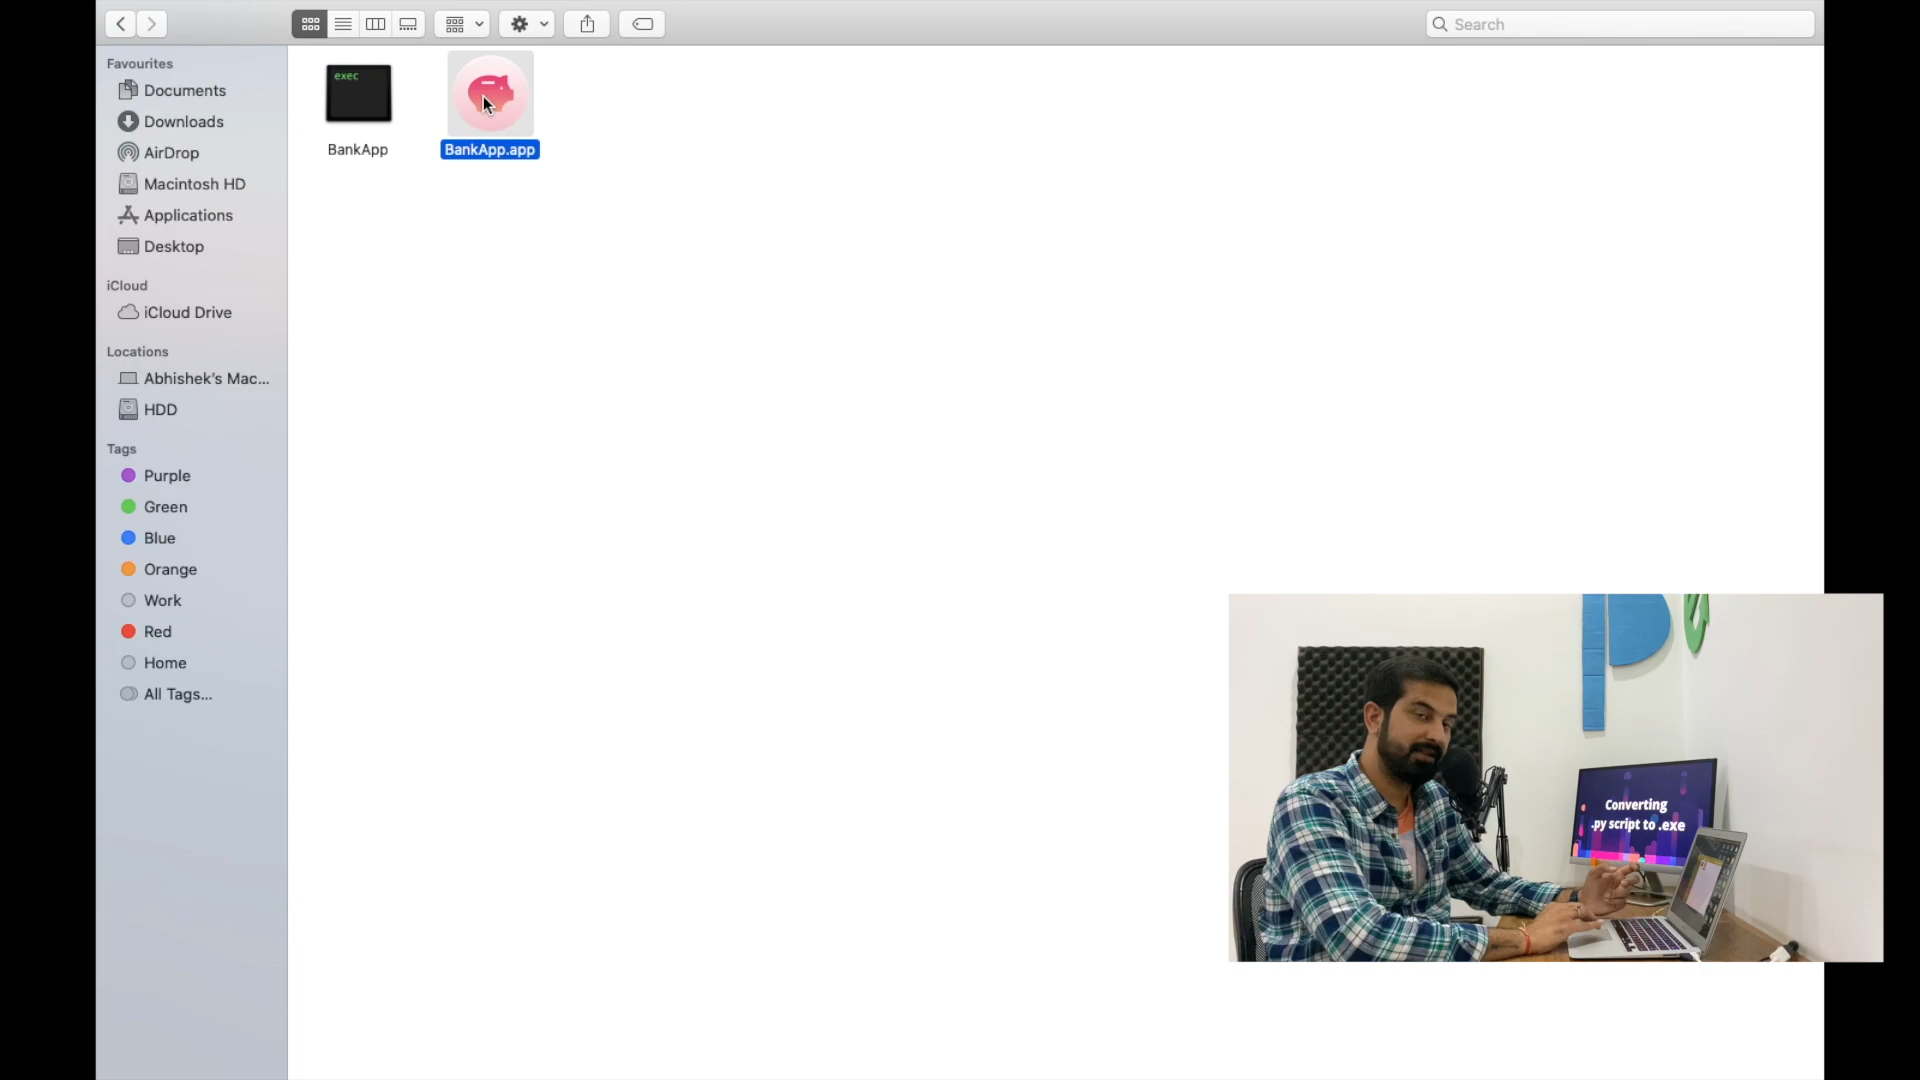 Search
Favourites
Documents
Downloads
AirDrop
Macintosh HD
Applications
Desktop
iCloud
iCloud Drive
Locations
Abhishek's Mac...
HDD
Tags
Purple
Green
Blue
Orange
Work
Red
Home
All Tags...
exec
BankApp
BankApp.app
Converting
.py script to .exe